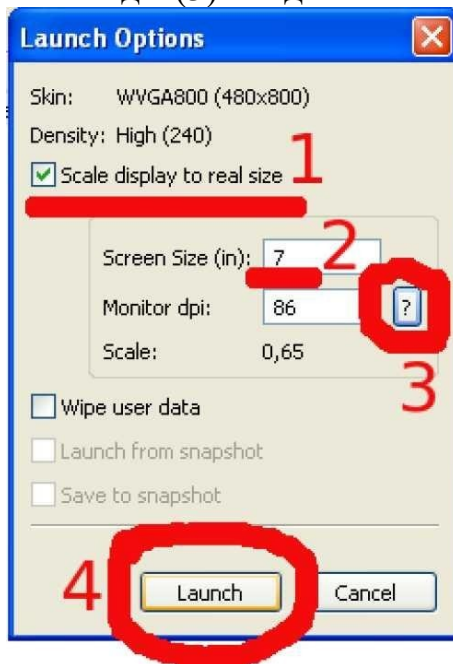 Launch Options
Skin: WVGA800 (480x800)
Density: High (240)
Scale display to real size 1
Screen Size (in): 7 2
Monitor dpi: 86 ?
Scale: 0,65 3
Wipe user data
Launch from snapshot
Save to snapshot
4 Launch Cancel